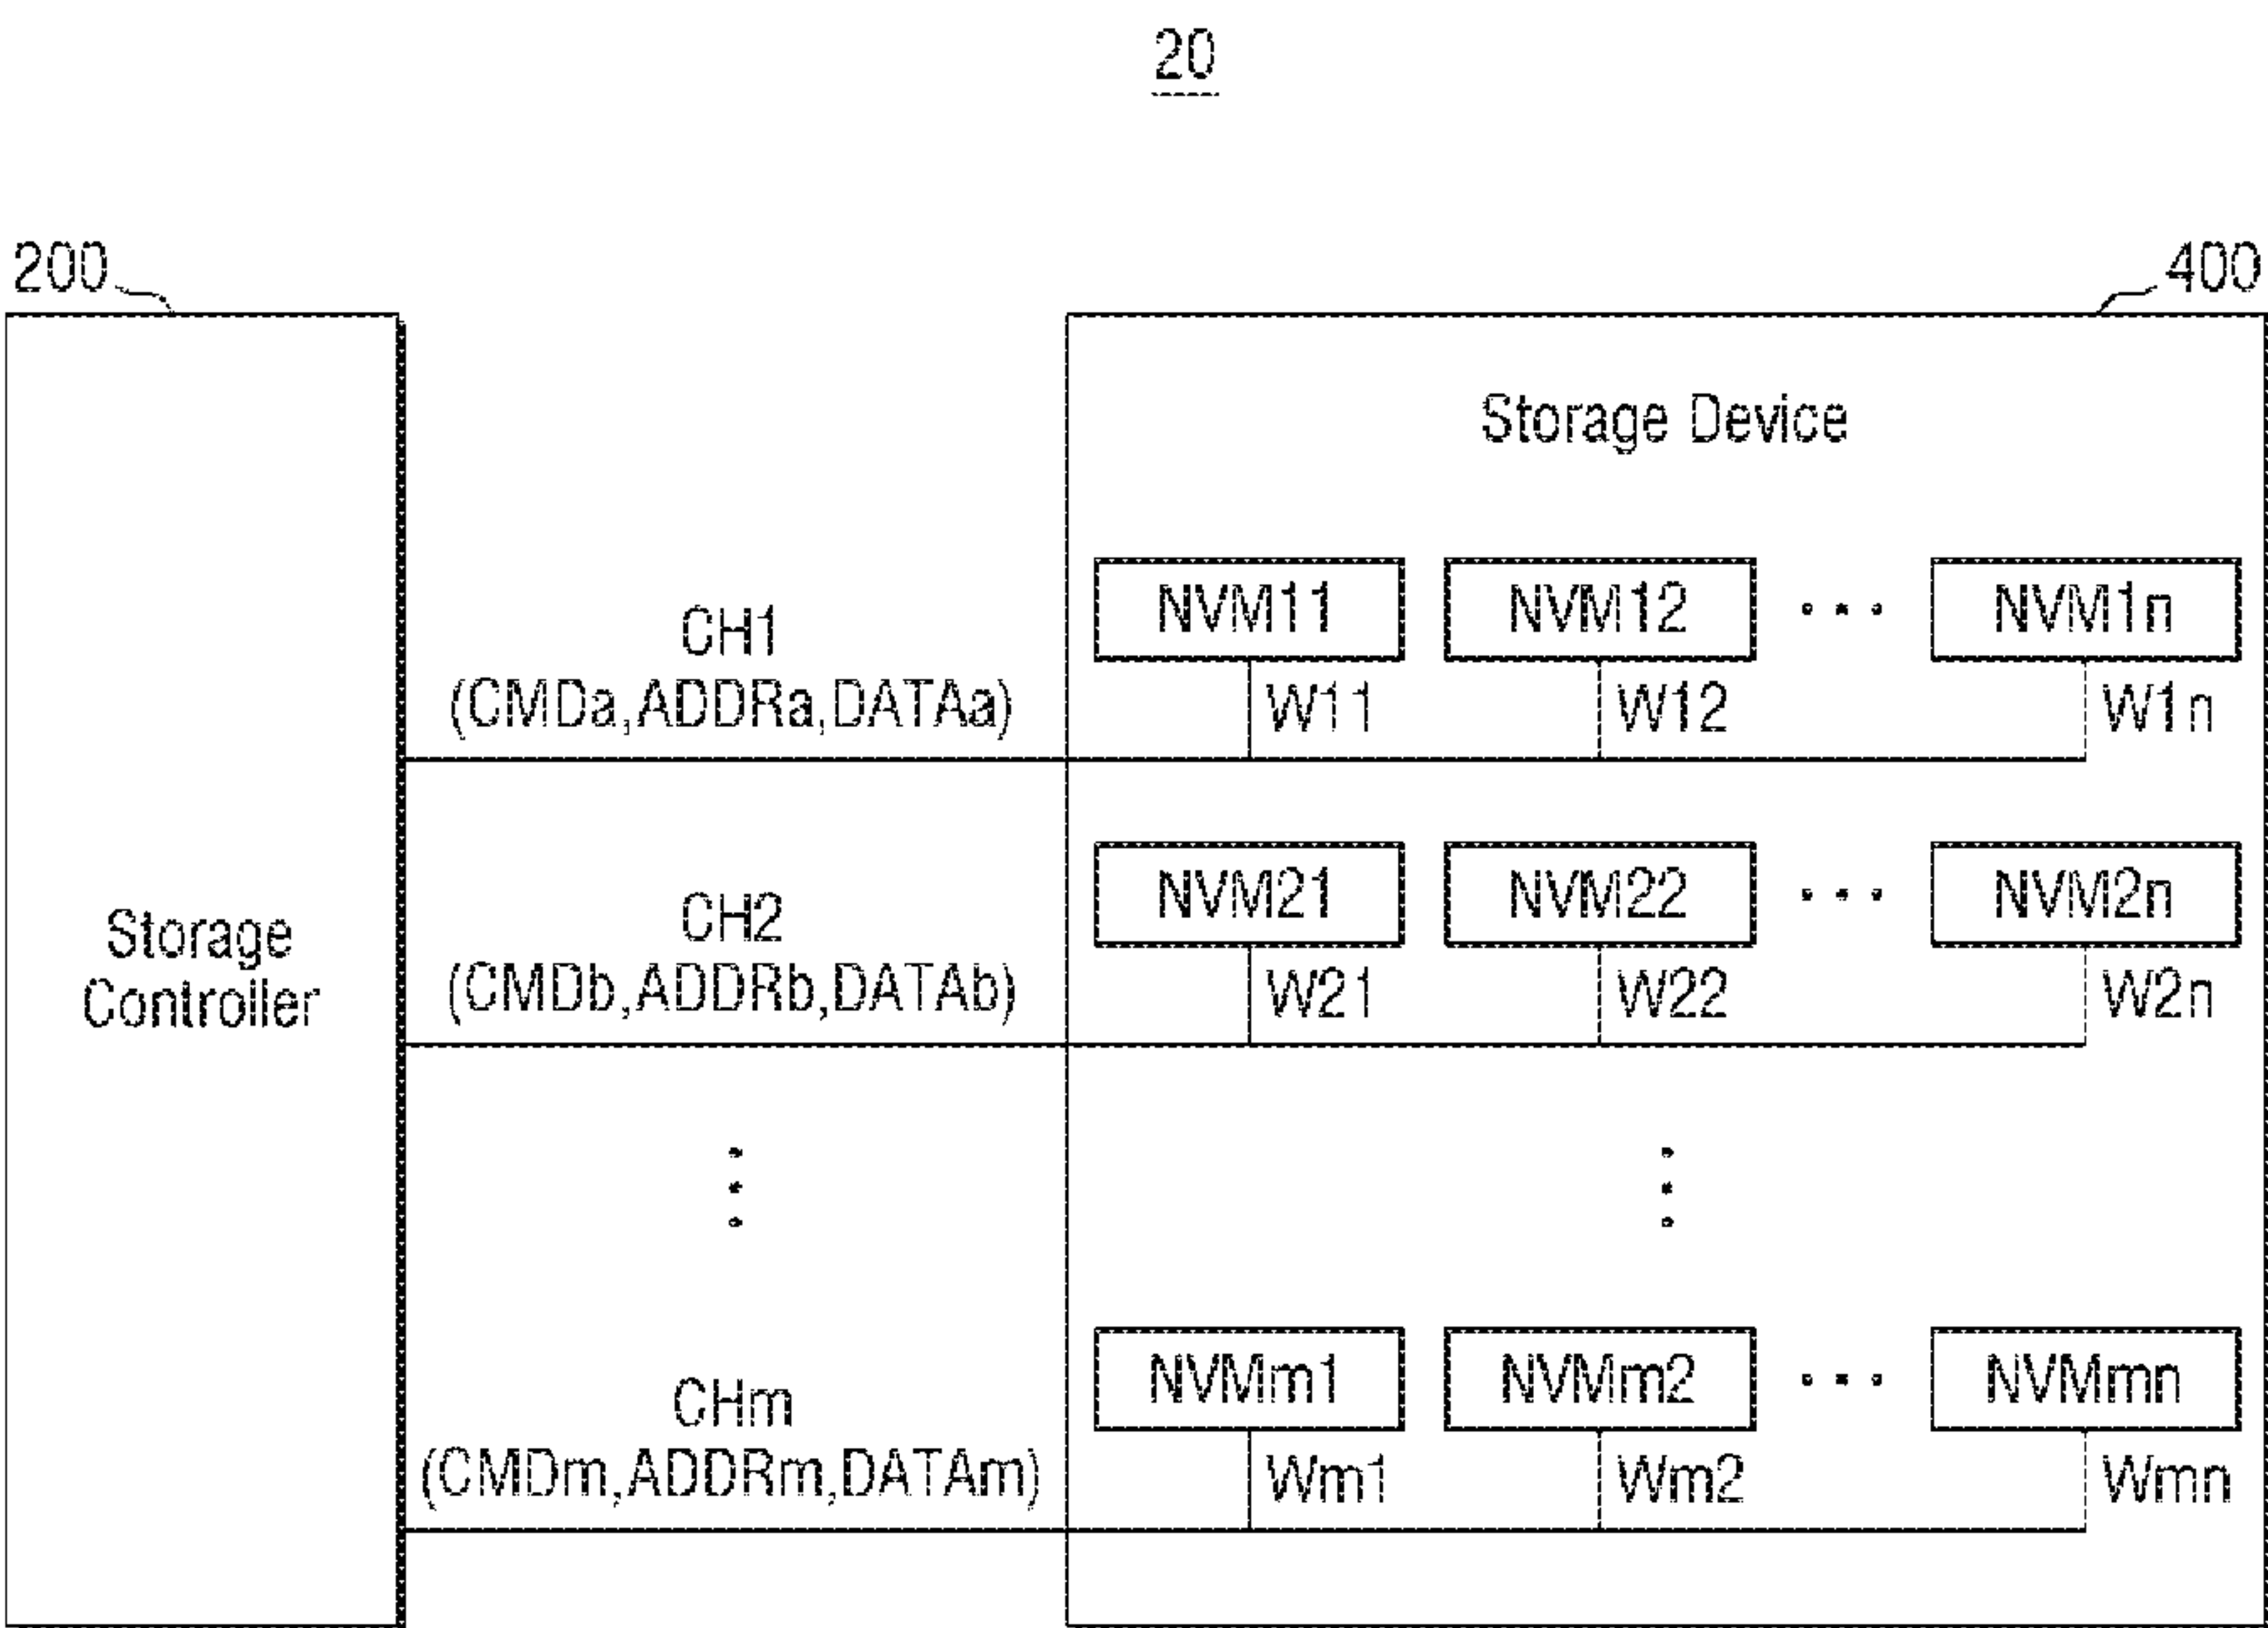 20
200
400
Storage Device
NVM11 NVM12 ... NVM1n
CH1
(CMDa,ADDRa,DATAa)
W11 W12 W1n
NVM21 NVM22 ... NVM2n
CH2
(CMDb,ADDRb,DATAb)
W21 W22 W2n
Storage
Controller
NVMm1 NVMm2 ... NVMmn
CHm
(CMDm,ADDRm,DATAm)
Wm1 Wm2 Wmn